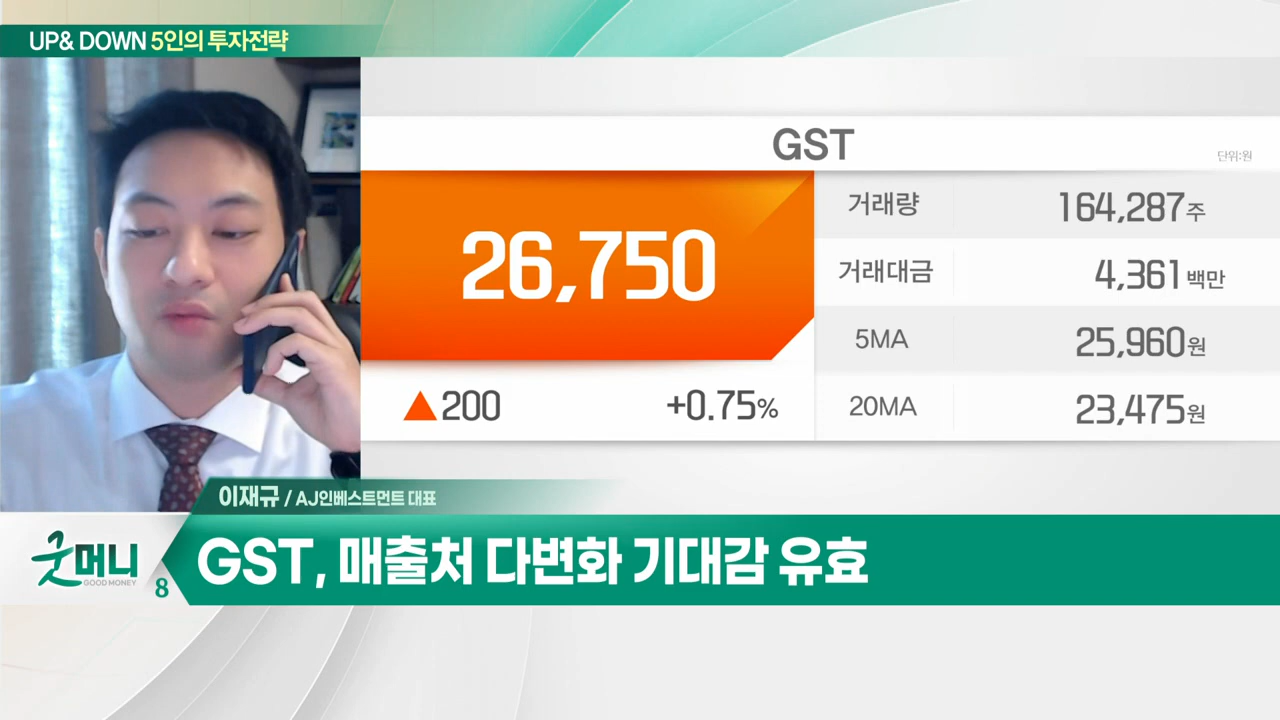 UP& DOWN 5인의 투자전략
GST
단위:원
26,750
▲200 +0.75%
거래량 164,287주
거래대금 4,361백만
5MA 25,960원
20MA 23,475원
이재규 / AJ인베스트먼트 대표
굿머니
GOOD MONEY
8
GST, 매출처 다변화 기대감 유효